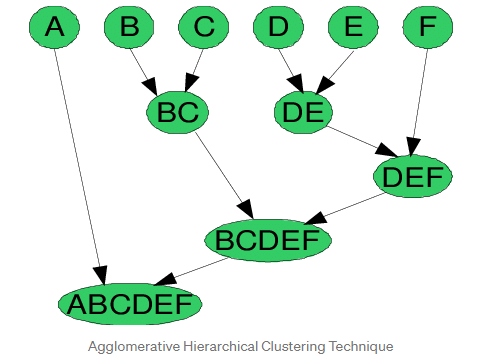 A B C D E F
BC DE
DEF
BCDEF
ABCDEF
Agglomerative Hierarchical Clustering Technique